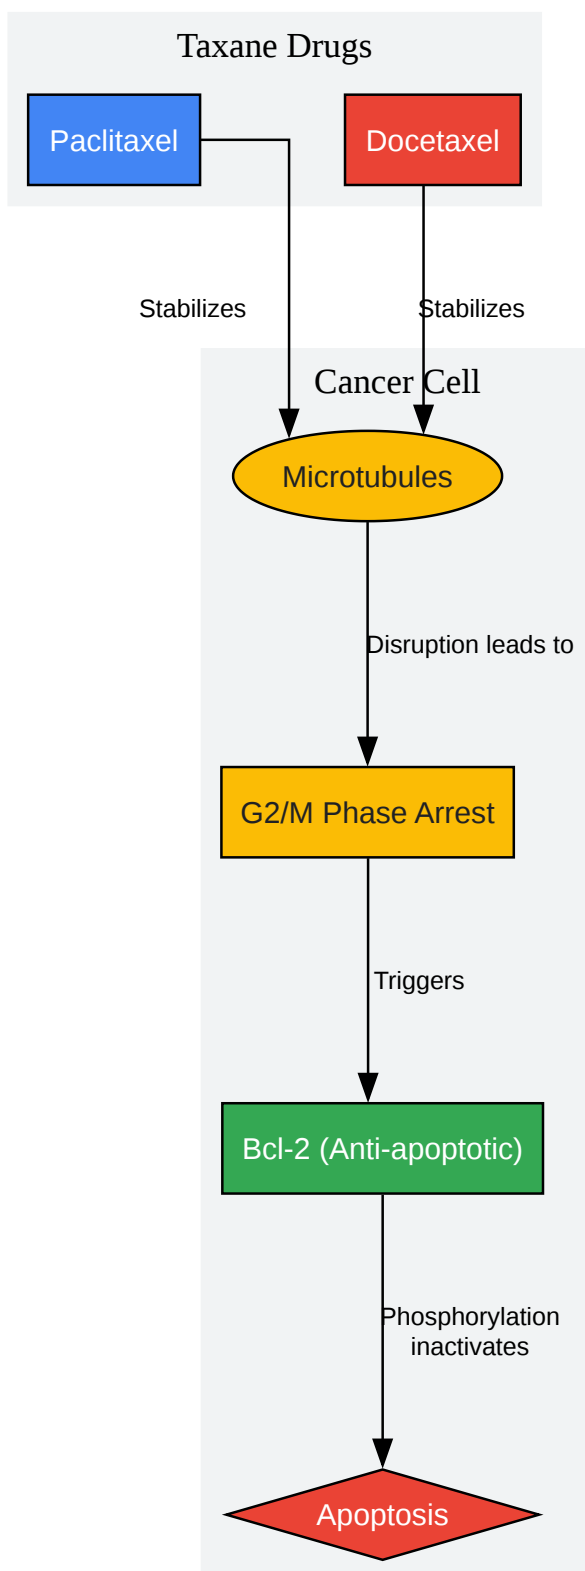 Taxane Drugs
Paclitaxel
Docetaxel
Stabilizes
Stabilizes
Cancer Cell
Microtubules
Disruption leads to
G2/M Phase Arrest
Triggers
Bcl-2 (Anti-apoptotic)
Phosphorylation
inactivates
Apoptosis